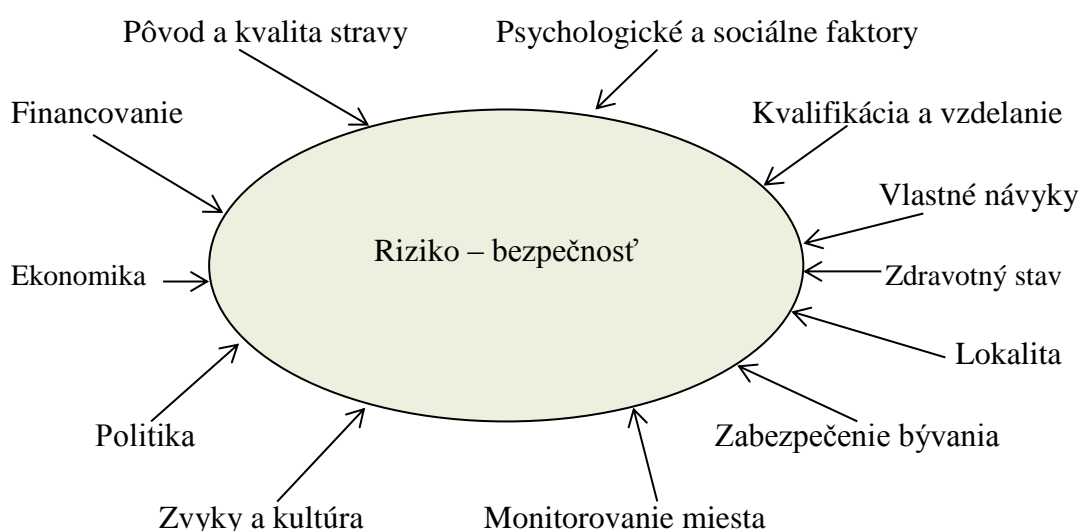 Pôvod a kvalita stravy
Psychologické a sociálne faktory
Financovanie
Kvalifikácia a vzdelanie
Vlastné návyky
Riziko – bezpečnosť
Ekonomika
Zdravotný stav
Lokalita
Politika
Zabezpečenie bývania
Zvyky a kultúra
Monitorovanie miesta